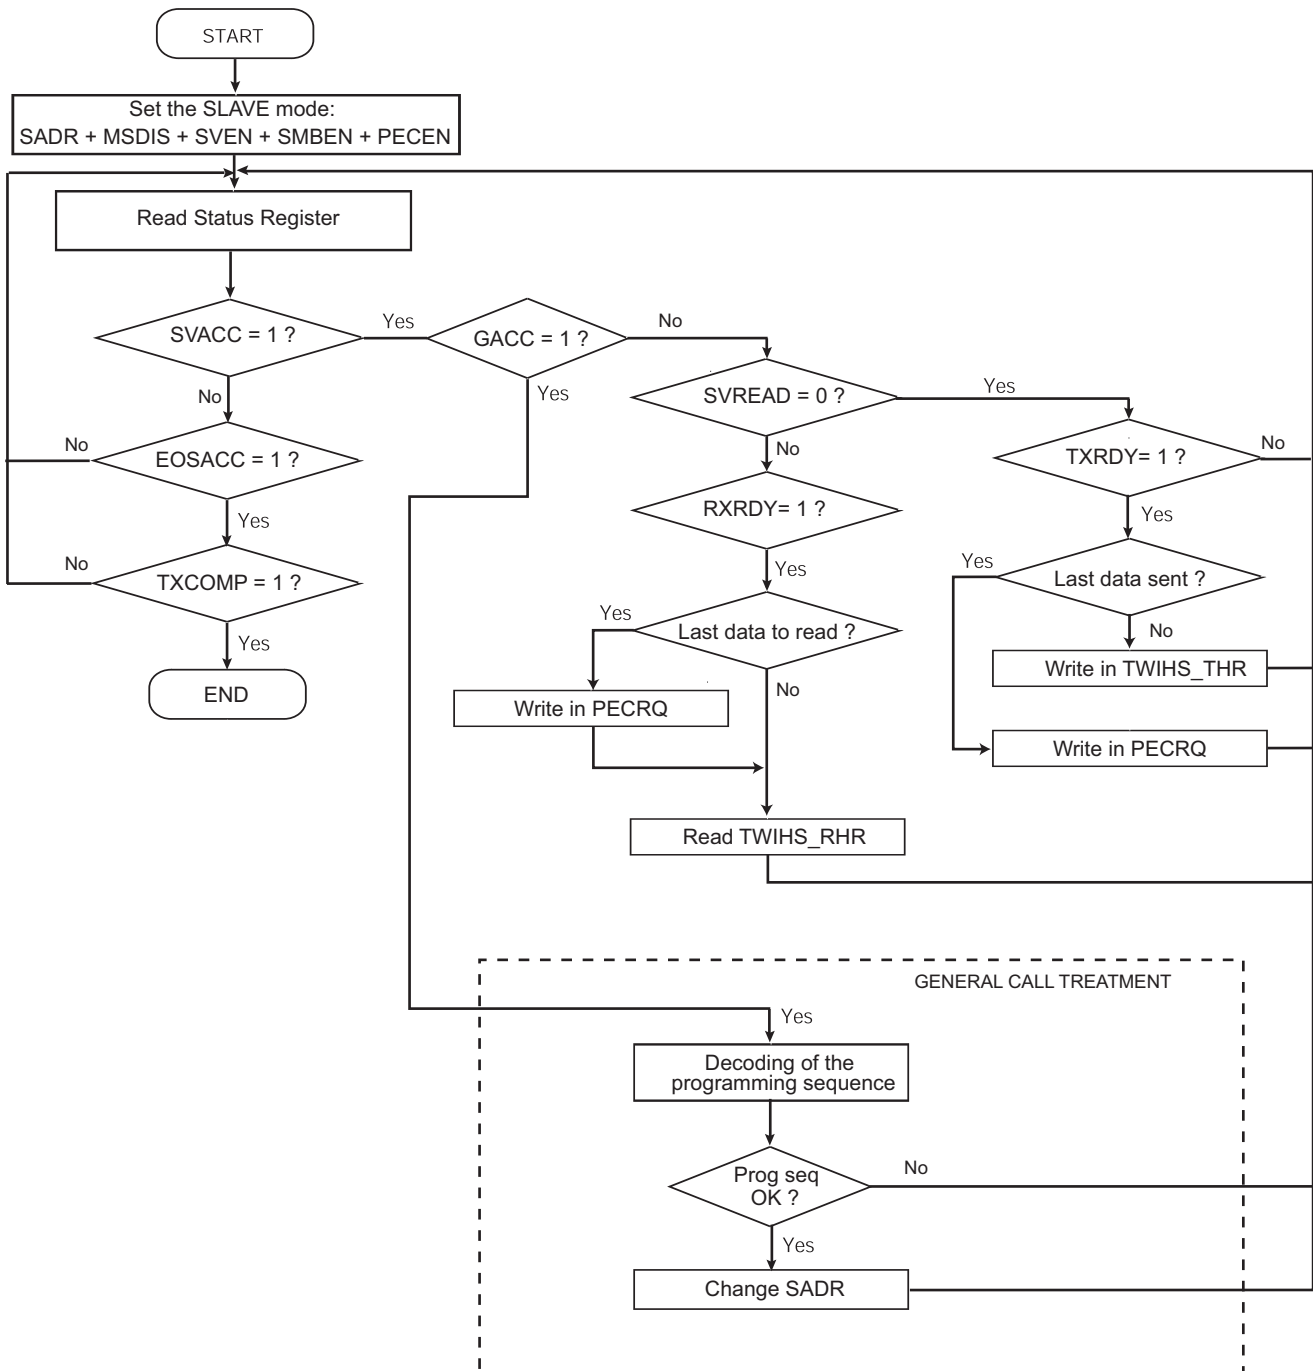 START
Set the SLAVE mode:
SADR + MSDIS + SVEN + SMBEN + PECEN
Read Status Register
SVACC = 1 ?
Yes
GACC = 1 ?
No
No
Yes
SVREAD = 0 ?
Yes
No
EOSACC = 1 ?
No
TXRDY= 1 ?
No
Yes
RXRDY= 1 ?
Yes
No
TXCOMP = 1 ?
Yes
Yes
Last data sent ?
Yes
Last data to read ?
No
Yes
END
No
Write in TWIHS_THR
Write in PECRQ
Write in PECRQ
Read TWIHS_RHR
GENERAL CALL TREATMENT
Yes
Decoding of the
programming sequence
Prog seq
OK ?
No
Yes
Change SADR